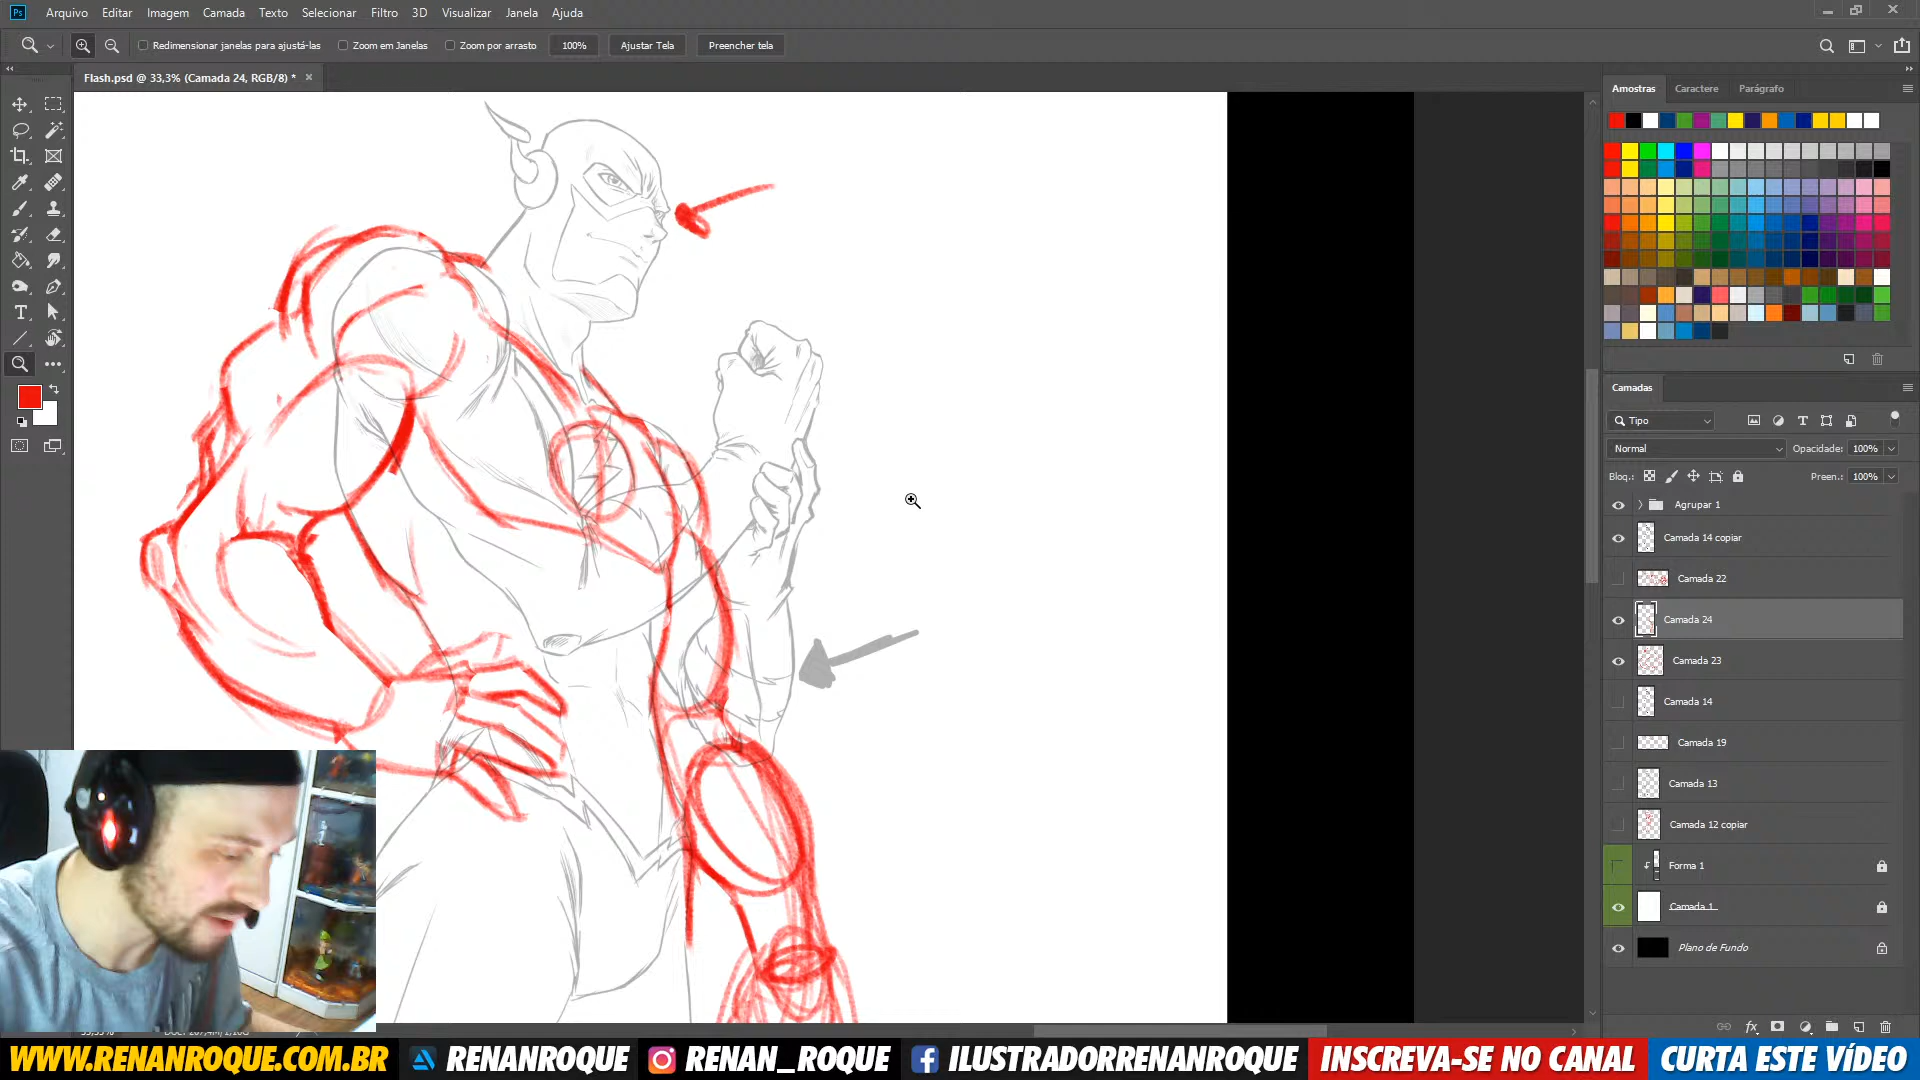 Ps Arquivo Editar Imagem Camada Texto Selecionar Filtro 3D Visualizar Janela Ajuda
Redimensionar janelas para ajustá-las Zoom em Janelas Zoom por arrasto 100% Ajustar Tela Preencher tela
Flash.psd @ 33,3% (Camada 24, RGB/8) * ×
Amostras Caractere Parágrafo
Camadas
Tipo
Normal Opacidade: 100%
Bloq.: Preen.: 100%
Agrupar 1
Camada 14 copiar
Camada 22
Camada 24
Camada 23
Camada 14
Camada 19
Camada 13
Camada 12 copiar
Forma 1
Camada 1
Plano de Fundo
WWW.RENANROQUE.COM.BR RENANROQUE RENAN_ROQUE ILUSTRADORRENANROQUE INSCREVA-SE NO CANAL CURTA ESTE VÍDEO